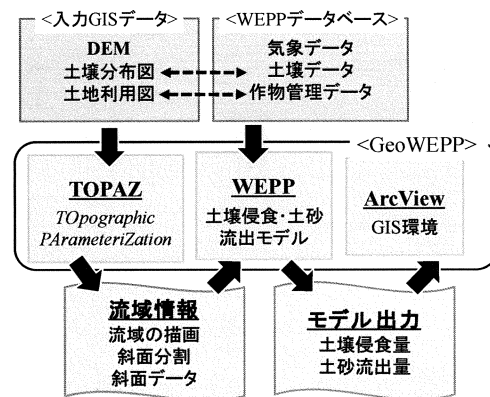 <入力GISデータ>
DEM
土壌分布図
土地利用図
<WEPPデータベース>
気象データ
土壌データ
作物管理データ
<GeoWEPP>
TOPAZ
TOpographic
PArameteriZation
WEPP
土壌侵食・土砂
流出モデル
ArcView
GIS環境
流域情報
流域の描画
斜面分割
斜面データ
モデル出力
土壌侵食量
土砂流出量